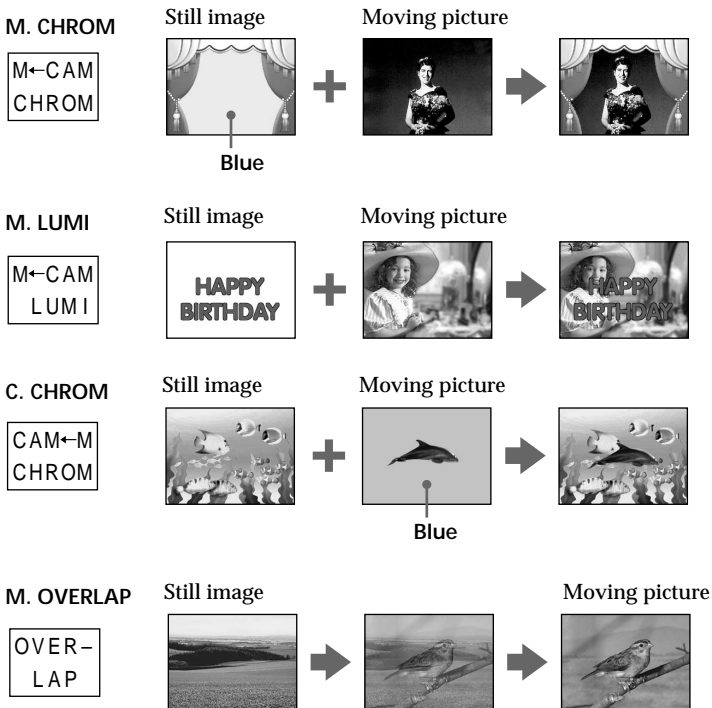 M. CHROM
Still image
Moving picture
M←CAM
CHROM
Blue
M. LUMI
Still image
Moving picture
M←CAM
LUMI
HAPPY
BIRTHDAY
HAPPY
BIRTHDAY
C. CHROM
Still image
Moving picture
CAM←M
CHROM
Blue
M. OVERLAP
Still image
Moving picture
OVER–
LAP